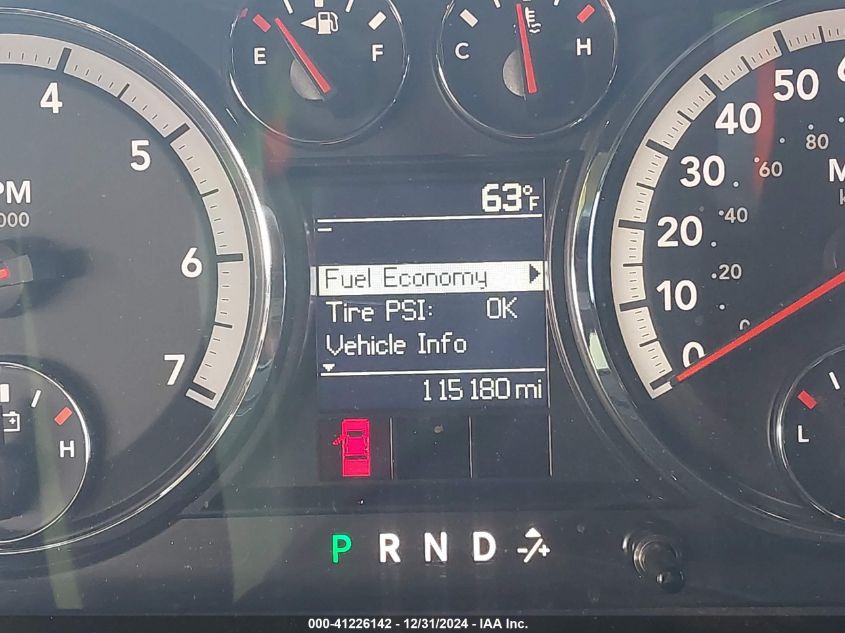 E F
C H
4
5
6
7
PM
000
H
63°F
Fuel Economy
Tire PSI: OK
Vehicle Info
115180 mi
P R N D -/+
50
40
30
20
10
0
80
60
40
20
0
L
000-41226142 - 12/31/2024 - IAA Inc.